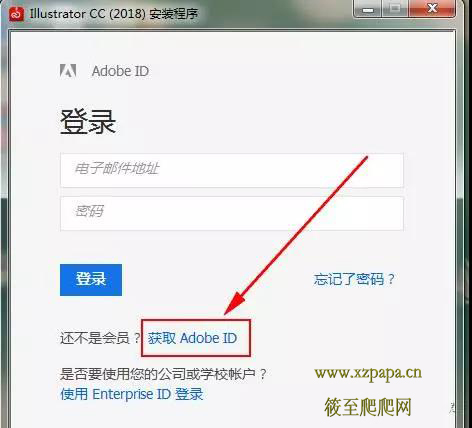 Illustrator CC (2018) 安装程序
Adobe ID
登录
电子邮件地址
密码
登录
忘记了密码？
还不是会员？获取 Adobe ID
是否要使用您的公司或学校帐户？
使用 Enterprise ID 登录
www.xzpapa.cn
筱至爬爬网